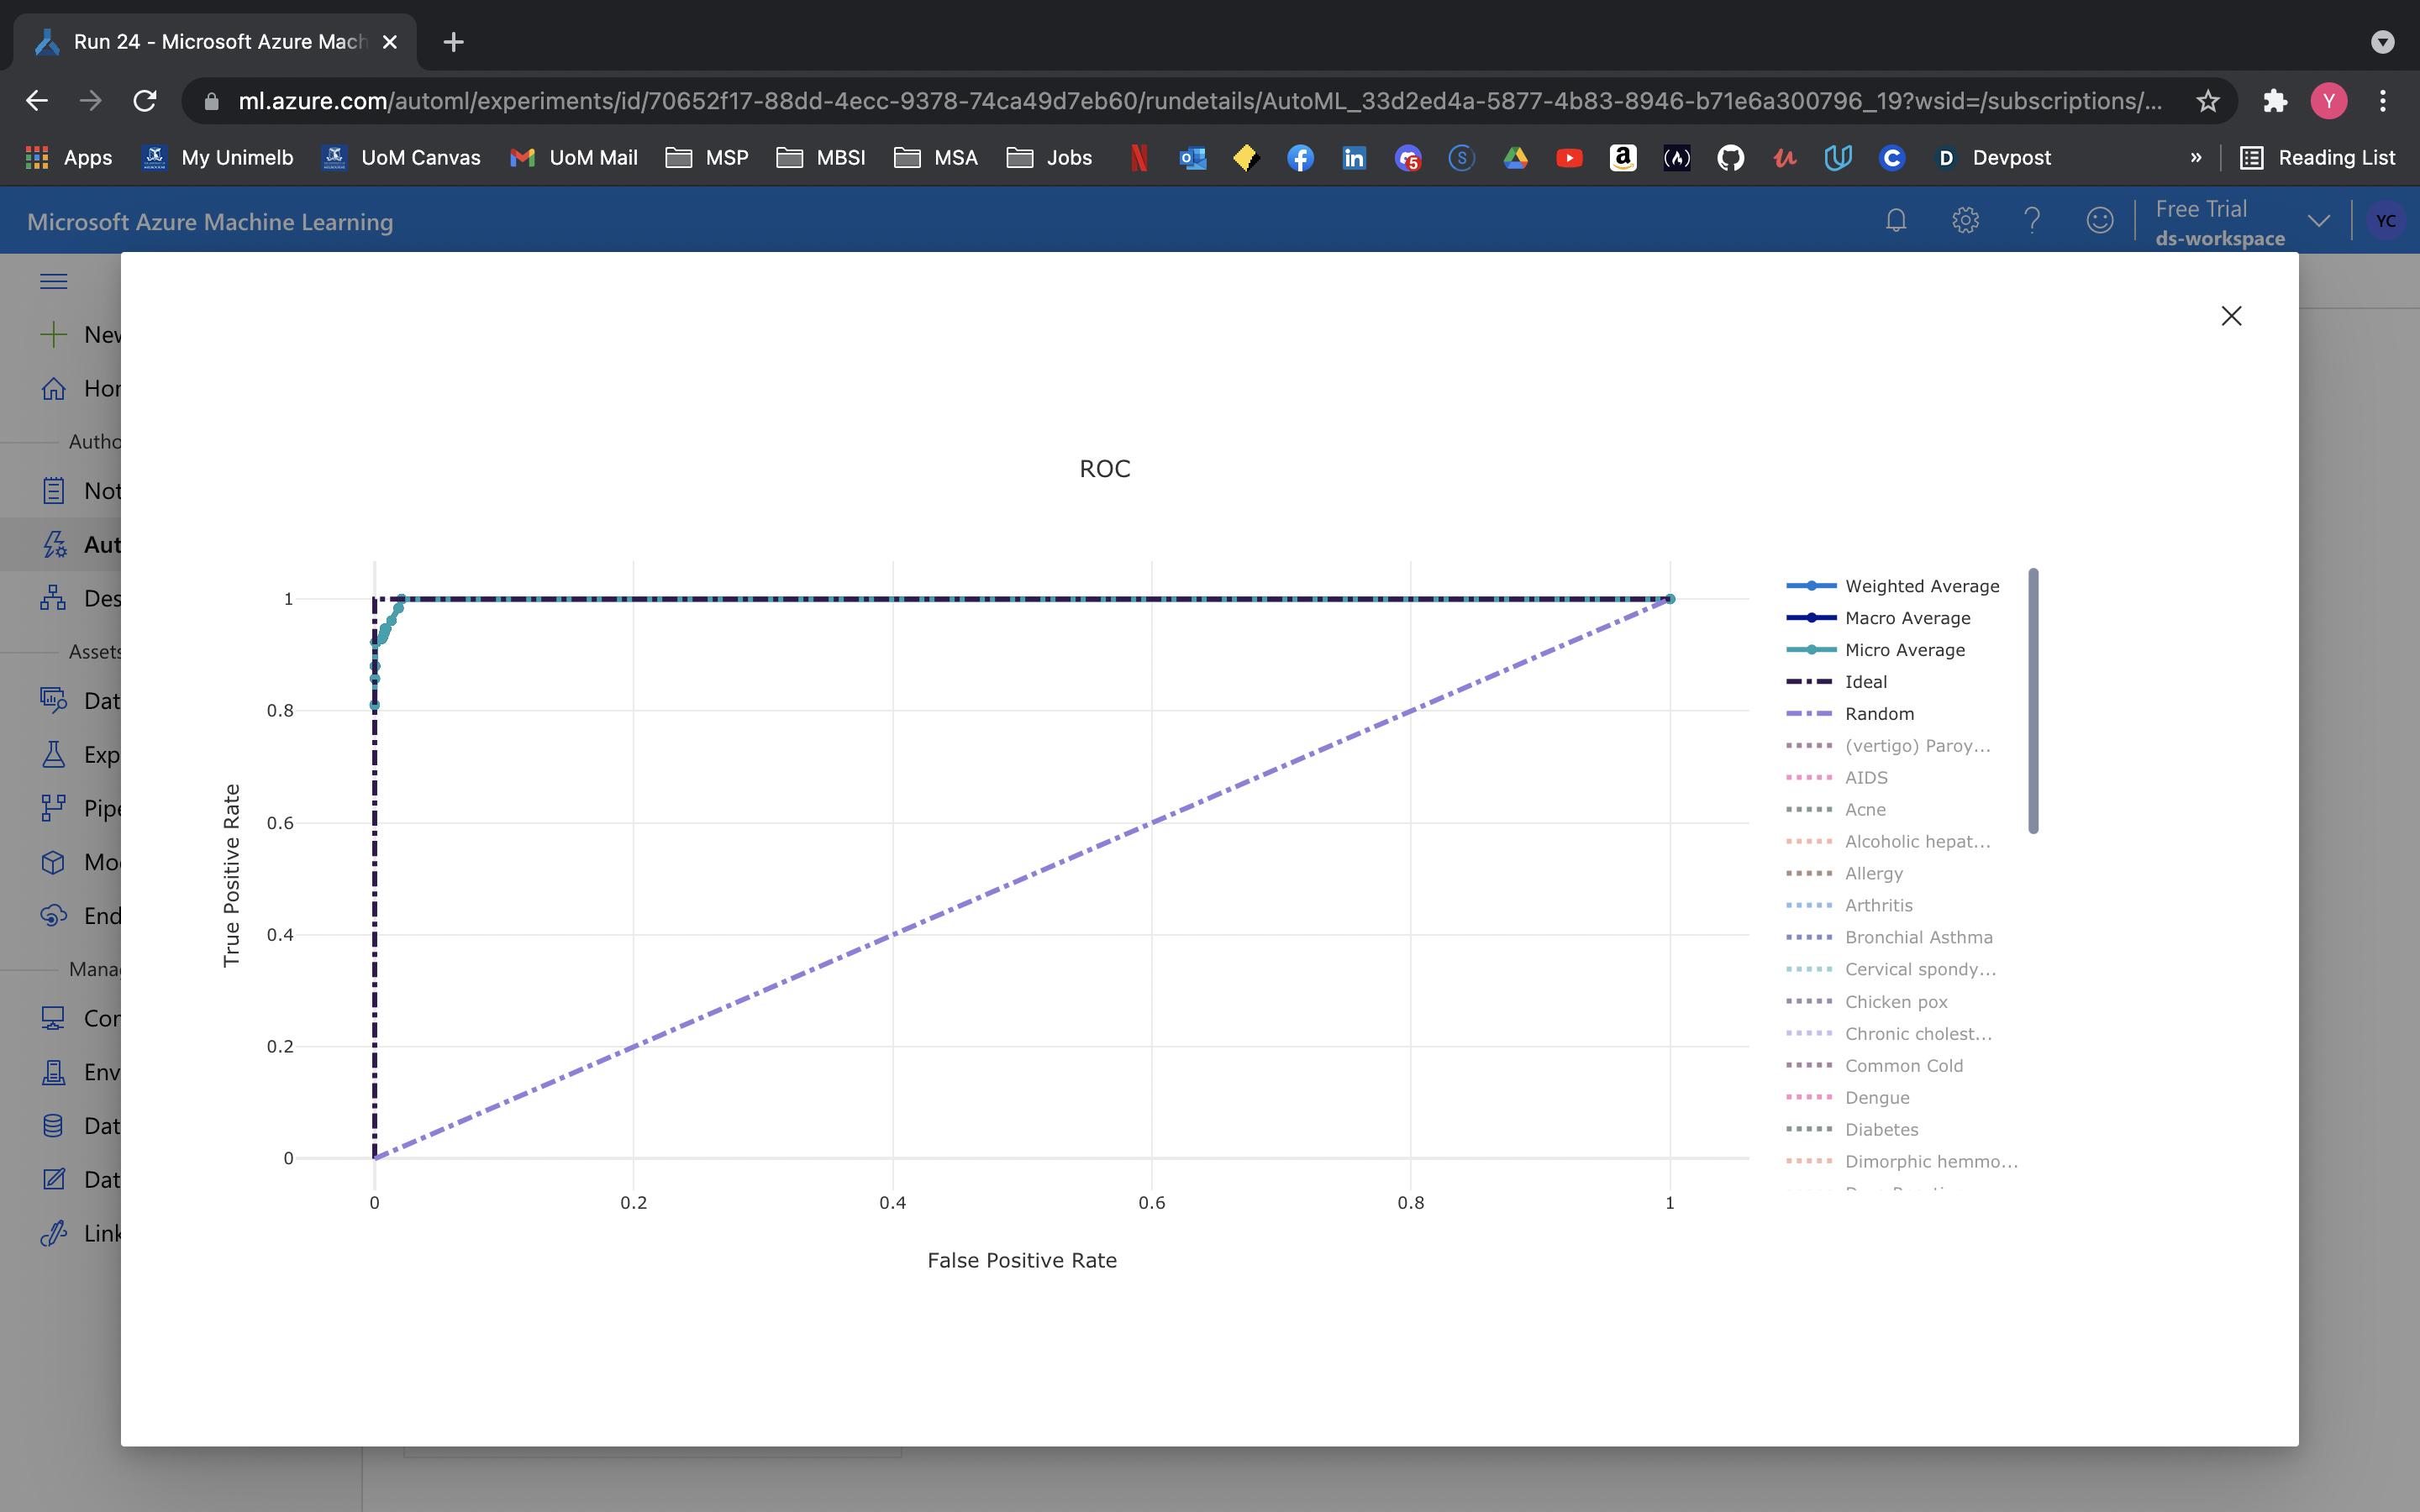 Run 24 - Microsoft Azure Mach
ml.azure.com/automl/experiments/id/70652f17-88dd-4ecc-9378-74ca49d7eb60/rundetails/AutoML_33d2ed4a-5877-4b83-8946-b71e6a300796_19?wsid=/subscriptions/...
Y
Apps My Unimelb UoM Canvas UoM Mail MSP MBSI MSA Jobs Devpost » Reading List
Microsoft Azure Machine Learning
Free Trial
ds-workspace
YC
New
Hor
Autho
Not
Aut
Des
Assets
Dat
Exp
Pipe
Mod
End
Mana
Con
Env
Dat
Dat
Link
ROC
True Positive Rate
1
0.8
0.6
0.4
0.2
0
0 0.2 0.4 0.6 0.8 1
False Positive Rate
Weighted Average
Macro Average
Micro Average
Ideal
Random
(vertigo) Paroy...
AIDS
Acne
Alcoholic hepat...
Allergy
Arthritis
Bronchial Asthma
Cervical spondy...
Chicken pox
Chronic cholest...
Common Cold
Dengue
Diabetes
Dimorphic hemmo...